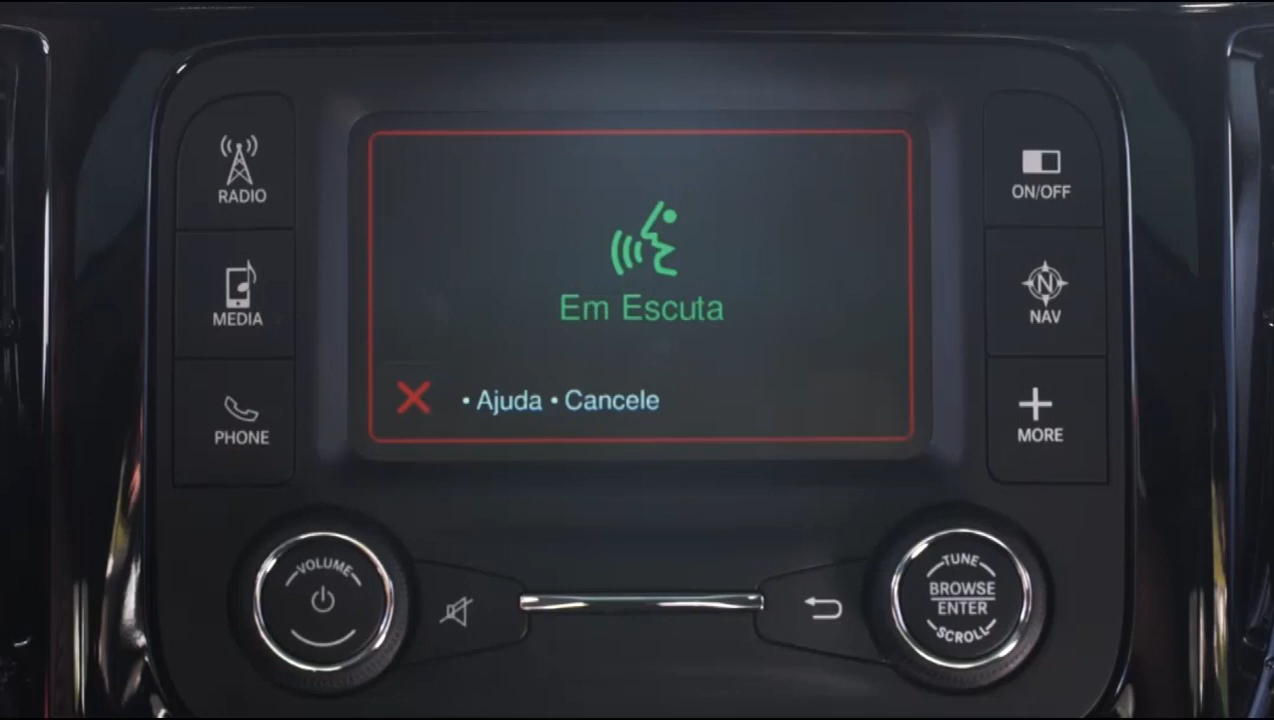 RADIO
MEDIA
PHONE
Em Escuta
• Ajuda • Cancele
ON/OFF
N
NAV
MORE
VOLUME
TUNE
BROWSE
ENTER
SCROLL